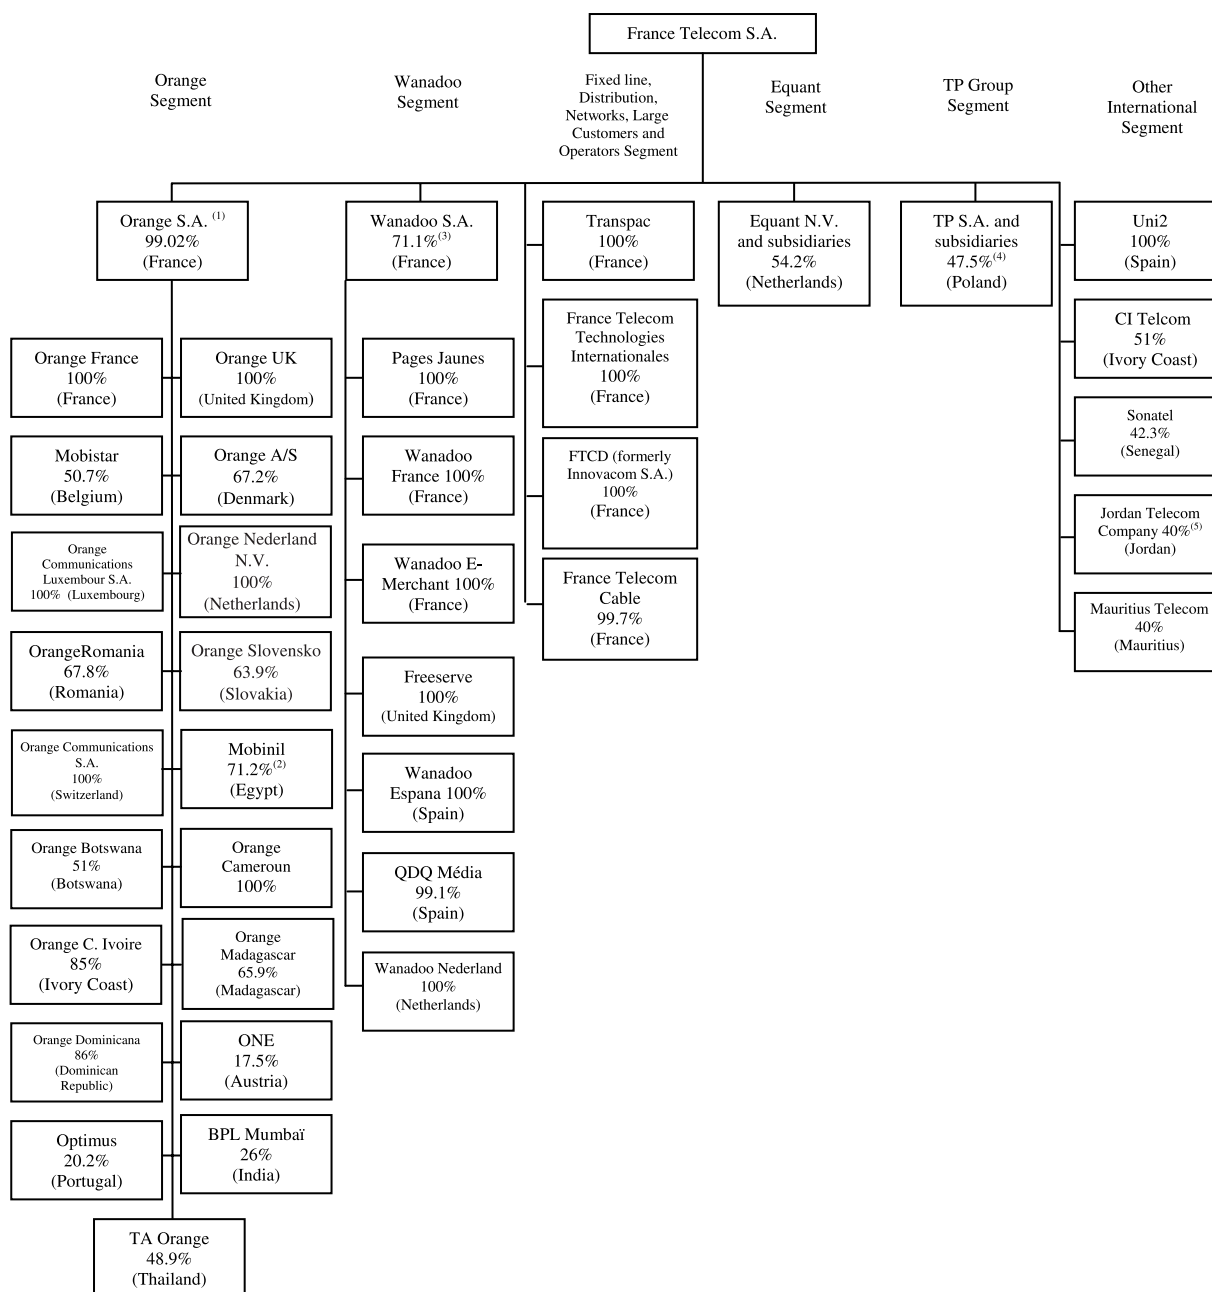 France Telecom S.A.
Orange
Segment
Wanadoo
Segment
Fixed line,
Distribution,
Networks, Large
Customers and
Operators Segment
Equant
Segment
TP Group
Segment
Other
International
Segment
Orange S.A. (1)
99.02%
(France)
Wanadoo S.A.
71.1%(3)
(France)
Transpac
100%
(France)
Equant N.V.
and subsidiaries
54.2%
(Netherlands)
TP S.A. and
subsidiaries
47.5%(4)
(Poland)
Uni2
100%
(Spain)
Orange France
100%
(France)
Orange UK
100%
(United Kingdom)
Mobistar
50.7%
(Belgium)
Orange A/S
67.2%
(Denmark)
Orange
Communications
Luxembour S.A.
100% (Luxembourg)
Orange Nederland
N.V.
100%
(Netherlands)
OrangeRomania
67.8%
(Romania)
Orange Slovensko
63.9%
(Slovakia)
Orange Communications
S.A.
100%
(Switzerland)
Mobinil
71.2%(2)
(Egypt)
Orange Botswana
51%
(Botswana)
Orange
Cameroun
100%
Orange C. Ivoire
85%
(Ivory Coast)
Orange
Madagascar
65.9%
(Madagascar)
Orange Dominicana
86%
(Dominican
Republic)
ONE
17.5%
(Austria)
Optimus
20.2%
(Portugal)
BPL Mumbaï
26%
(India)
TA Orange
48.9%
(Thailand)
Pages Jaunes
100%
(France)
Wanadoo
France 100%
(France)
Wanadoo E-
Merchant 100%
(France)
Freeserve
100%
(United Kingdom)
Wanadoo
Espana 100%
(Spain)
QDQ Média
99.1%
(Spain)
Wanadoo Nederland
100%
(Netherlands)
France Telecom
Technologies
Internationales
100%
(France)
FTCD (formerly
Innovacom S.A.)
100%
(France)
France Telecom
Cable
99.7%
(France)
CI Telcom
51%
(Ivory Coast)
Sonatel
42.3%
(Senegal)
Jordan Telecom
Company 40%(5)
(Jordan)
Mauritius Telecom
40%
(Mauritius)